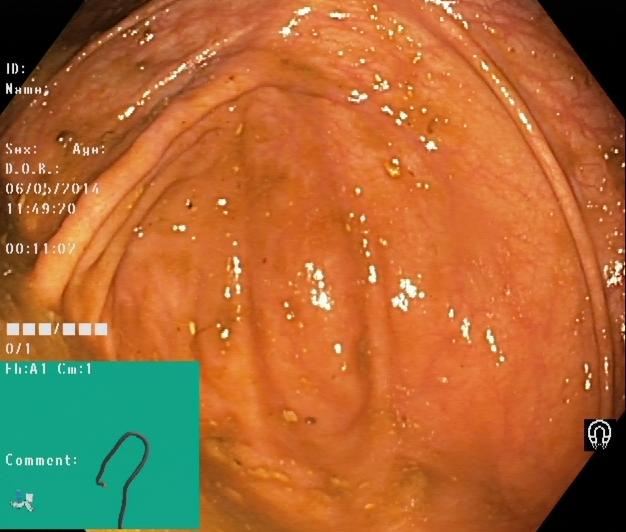 ID:
Name:
Sex: Age:
D.O.B.:
06/05/2014
11:49:20
00:11:02
/
0/1
Eh:A1 Cm:1
Comment: